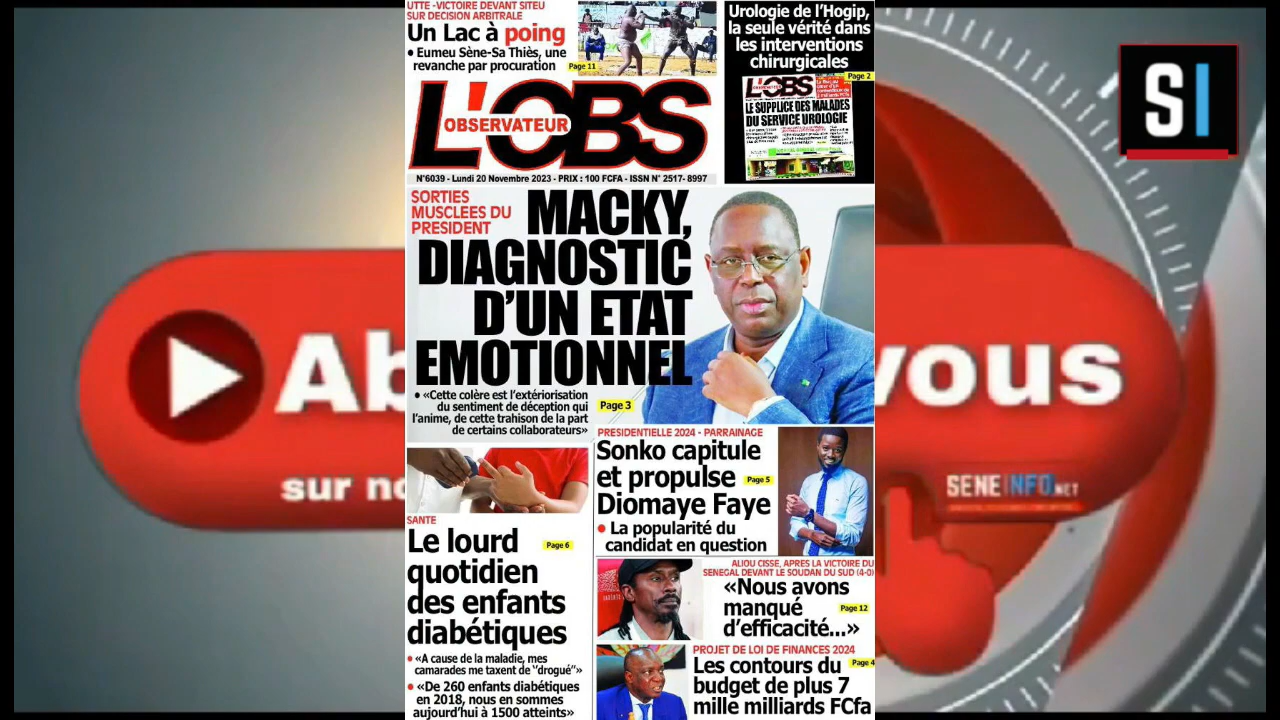 UTTE -VICTOIRE DEVANT SITEU
SUR DECISION ARBITRALE
Un Lac à poing
• Eumeu Sène-Sa Thiès, une
revanche par procuration
Page 11
Urologie de l'Hogip,
la seule vérité dans
les interventions
chirurgicales
Page 2
L'OBS
LE SUPPLICE DES MALADES
DU SERVICE UROLOGIE
L'OBS
OBSERVATEUR
N°6039 - Lundi 20 Novembre 2023 - PRIX : 100 FCFA - ISSN N° 2517- 8997
SI
SORTIES
MUSCLEES DU
PRESIDENT
MACKY,
DIAGNOSTIC
D'UN ETAT
EMOTIONNEL
• «Cette colère est l'extériorisation
du sentiment de déception qui
l'anime, de cette trahison de la part
de certains collaborateurs»
Page 3
PRESIDENTIELLE 2024 - PARRAINAGE
Sonko capitule
et propulse
Diomaye Faye
Page 5
• La popularité du
candidat en question
SANTE
Le lourd
quotidien
des enfants
diabétiques
Page 6
• «A cause de la maladie, mes
camarades me taxent de "drogué"»
• «De 260 enfants diabétiques
en 2018, nous en sommes
aujourd'hui à 1500 atteints»
ALIOU CISSE, APRES LA VICTOIRE DU
SENEGAL DEVANT LE SOUDAN DU SUD (4-0)
«Nous avons
manqué
d'efficacité...»
Page 12
PROJET DE LOI DE FINANCES 2024
Les contours du
budget de plus 7
mille milliards FCfa
Page 4
Ab
vous
sur no
SENEINFO.NET